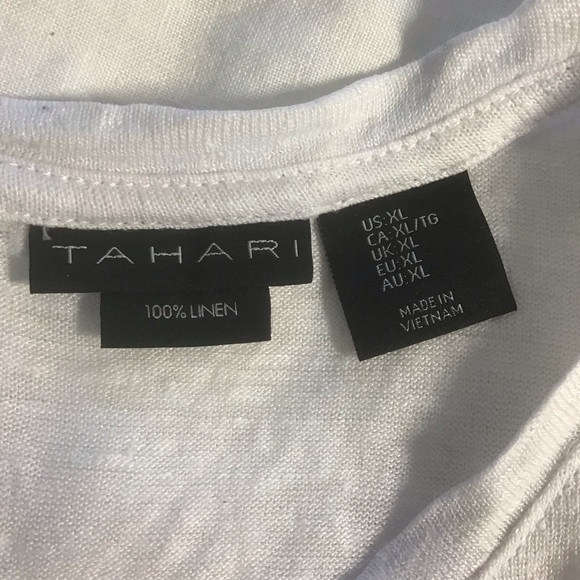 TAHARI
100% LINEN
US: XL
CA: XL/TG
UK: XL
EU: XL
AU: XL
MADE IN
VIETNAM